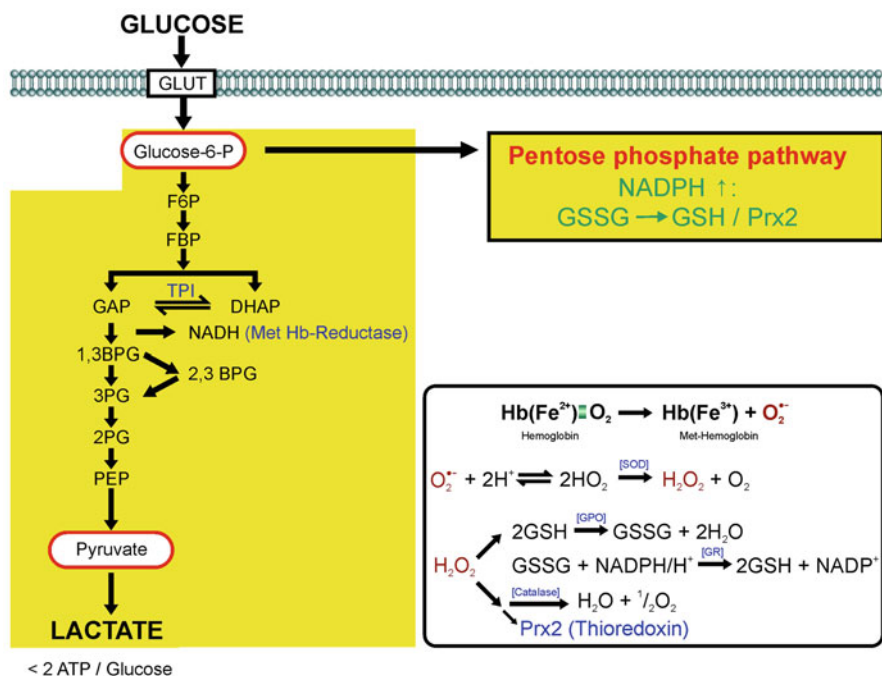 GLUCOSE
GLUT
Glucose-6-P
Pentose phosphate pathway
NADPH ↑:
GSSG → GSH / Prx2
F6P
FBP
TPI
GAP ⇌ DHAP
NADH (Met Hb-Reductase)
1,3BPG
2,3 BPG
3PG
2PG
PEP
Pyruvate
LACTATE
< 2 ATP / Glucose
Hb(Fe²⁺) O₂ → Hb(Fe³⁺) + O₂•⁻
Hemoglobin Met-Hemoglobin
[SOD]
O₂•⁻ + 2H⁺ ⇌ 2HO₂ → H₂O₂ + O₂
[GPO]
2GSH → GSSG + 2H₂O
[GR]
H₂O₂ GSSG + NADPH/H⁺ → 2GSH + NADP⁺
[Catalase]
→ H₂O + ¹/₂O₂
Prx2 (Thioredoxin)